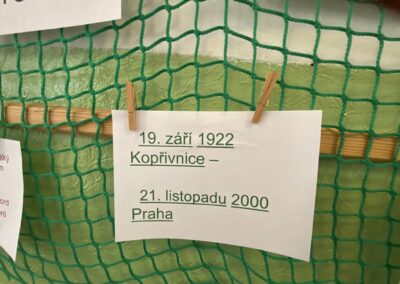 19. září 1922
Kopřivnice –
21. listopadu 2000
Praha